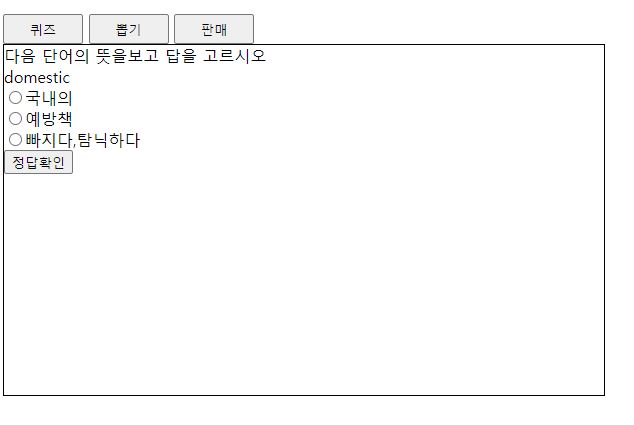 퀴즈 뽑기 판매
다음 단어의 뜻을보고 답을 고르시오
domestic
국내의
예방책
빠지다,탐닉하다
정답확인